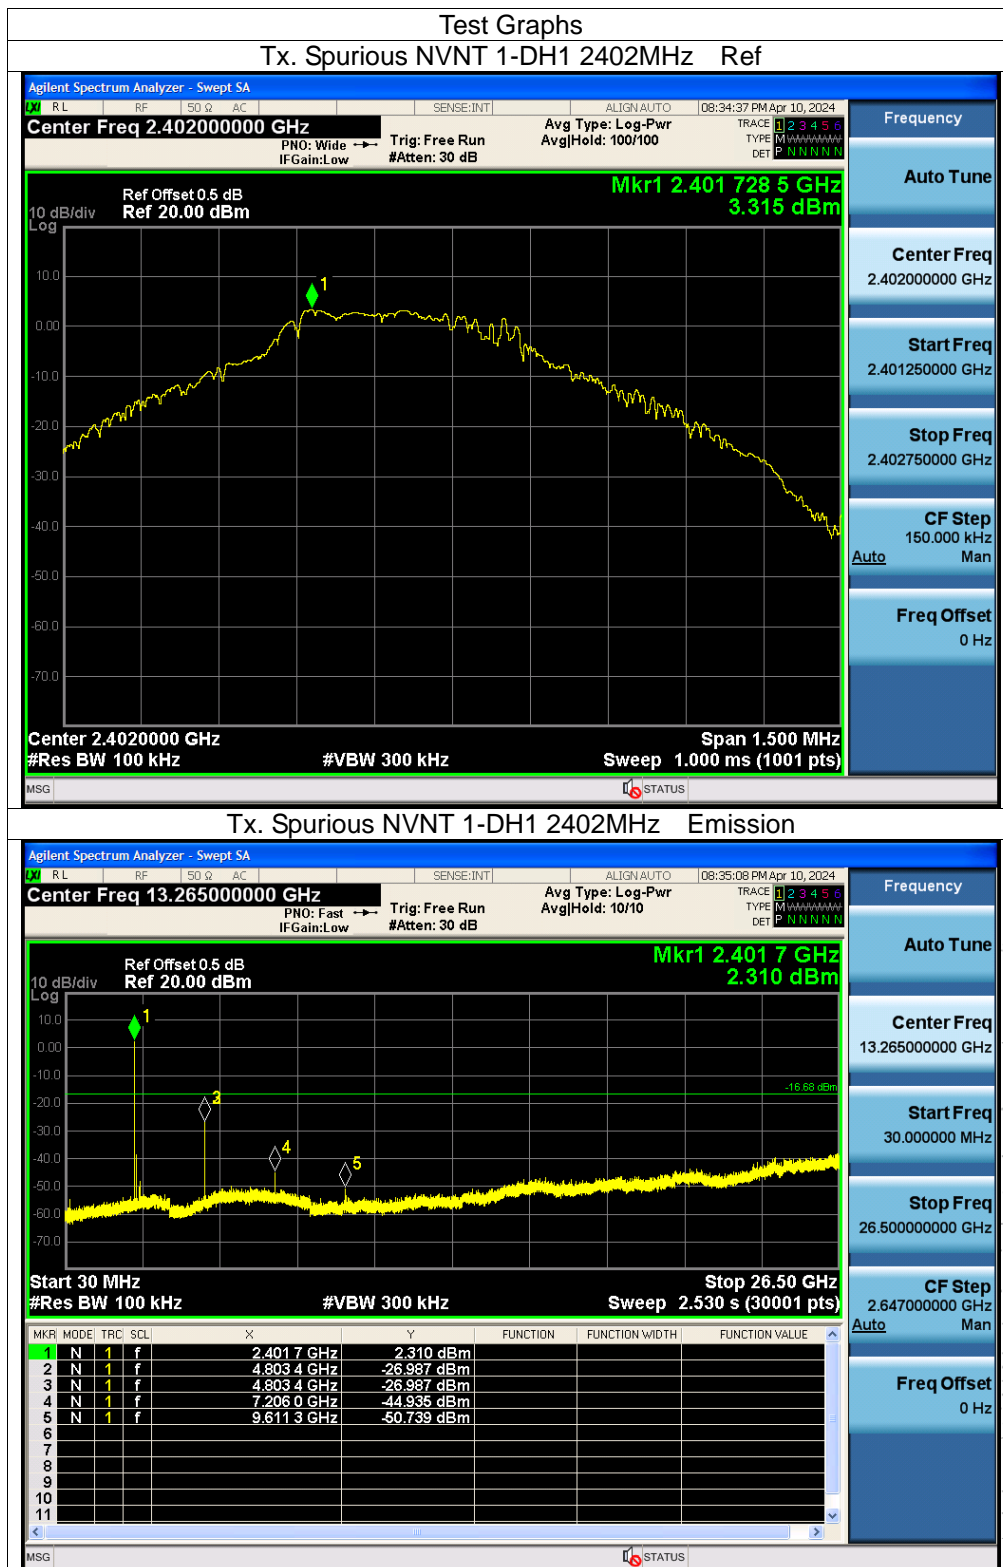 Test Graphs
Tx. Spurious NVNT 1-DH1 2402MHz Ref
Agilent Spectrum Analyzer - Swept SA
LXI RL RF 50 Ω AC SENSE:INT ALIGN AUTO 08:34:37 PM Apr 10, 2024
Center Freq 2.402000000 GHz
PNO: Wide
IFGain:Low
Trig: Free Run
#Atten: 30 dB
Avg Type: Log-Pwr
Avg|Hold: 100/100
TRACE 1 2 3 4 5 6
TYPE MWWWWW
DET P N N N N N
Mkr1 2.401 728 5 GHz
3.315 dBm
Ref Offset 0.5 dB
10 dB/div Ref 20.00 dBm
Log
10.0
0.00
-10.0
-20.0
-30.0
-40.0
-50.0
-60.0
-70.0
1
Center 2.4020000 GHz Span 1.500 MHz
#Res BW 100 kHz #VBW 300 kHz Sweep 1.000 ms (1001 pts)
MSG STATUS
Frequency
Auto Tune
Center Freq
2.402000000 GHz
Start Freq
2.401250000 GHz
Stop Freq
2.402750000 GHz
CF Step
150.000 kHz
Auto Man
Freq Offset
0 Hz
Tx. Spurious NVNT 1-DH1 2402MHz Emission
Agilent Spectrum Analyzer - Swept SA
LXI RL RF 50 Ω AC SENSE:INT ALIGN AUTO 08:35:08 PM Apr 10, 2024
Center Freq 13.265000000 GHz
PNO: Fast
IFGain:Low
Trig: Free Run
#Atten: 30 dB
Avg Type: Log-Pwr
Avg|Hold: 10/10
TRACE 1 2 3 4 5 6
TYPE MWWWWW
DET P N N N N N
Mkr1 2.401 7 GHz
2.310 dBm
Ref Offset 0.5 dB
10 dB/div Ref 20.00 dBm
Log
10.0
0.00
-10.0
-20.0
-30.0
-40.0
-50.0
-60.0
-70.0
1
3
4
5
-16.68 dBm
Start 30 MHz Stop 26.50 GHz
#Res BW 100 kHz #VBW 300 kHz Sweep 2.530 s (30001 pts)
MKR MODE TRC SCL X Y FUNCTION FUNCTION WIDTH FUNCTION VALUE
1 N 1 f 2.401 7 GHz 2.310 dBm
2 N 1 f 4.803 4 GHz -26.987 dBm
3 N 1 f 4.803 4 GHz -26.987 dBm
4 N 1 f 7.206 0 GHz -44.935 dBm
5 N 1 f 9.611 3 GHz -50.739 dBm
6
7
8
9
10
11
MSG STATUS
Frequency
Auto Tune
Center Freq
13.265000000 GHz
Start Freq
30.000000 MHz
Stop Freq
26.500000000 GHz
CF Step
2.647000000 GHz
Auto Man
Freq Offset
0 Hz